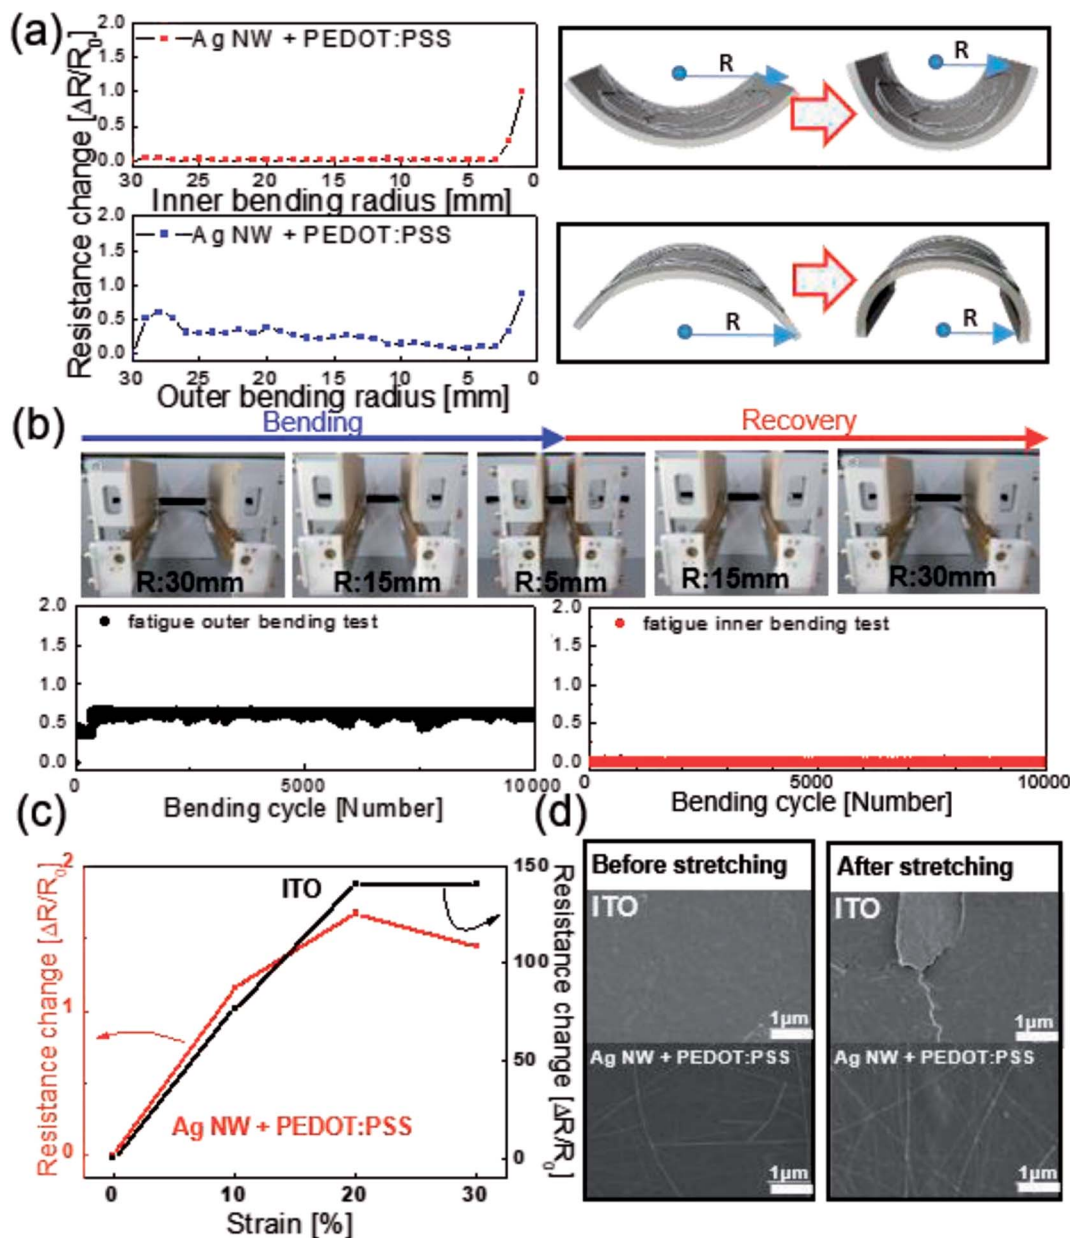 (a)
Resistance change [ΔR/R₀]
2.0
1.5
1.0
0.5
0.0
Ag NW + PEDOT:PSS
30 25 20 15 10 5 0
Inner bending radius [mm]
R
R
2.0
1.5
1.0
0.5
0.0
Ag NW + PEDOT:PSS
30 25 20 15 10 5 0
Outer bending radius [mm]
R
R
(b)
Bending
Recovery
R:30mm
R:15mm
R:5mm
R:15mm
R:30mm
2.0
1.5
1.0
0.5
0.0
fatigue outer bending test
0 5000 10000
Bending cycle [Number]
2.0
1.5
1.0
0.5
0.0
fatigue inner bending test
0 5000 10000
Bending cycle [Number]
(c)
Resistance change [ΔR/R₀]
2
1
0
ITO
Ag NW + PEDOT:PSS
150
100
50
0
Resistance change [ΔR/R₀]
0 10 20 30
Strain [%]
(d)
Before stretching
ITO
1μm
Ag NW + PEDOT:PSS
1μm
After stretching
ITO
1μm
Ag NW + PEDOT:PSS
1μm